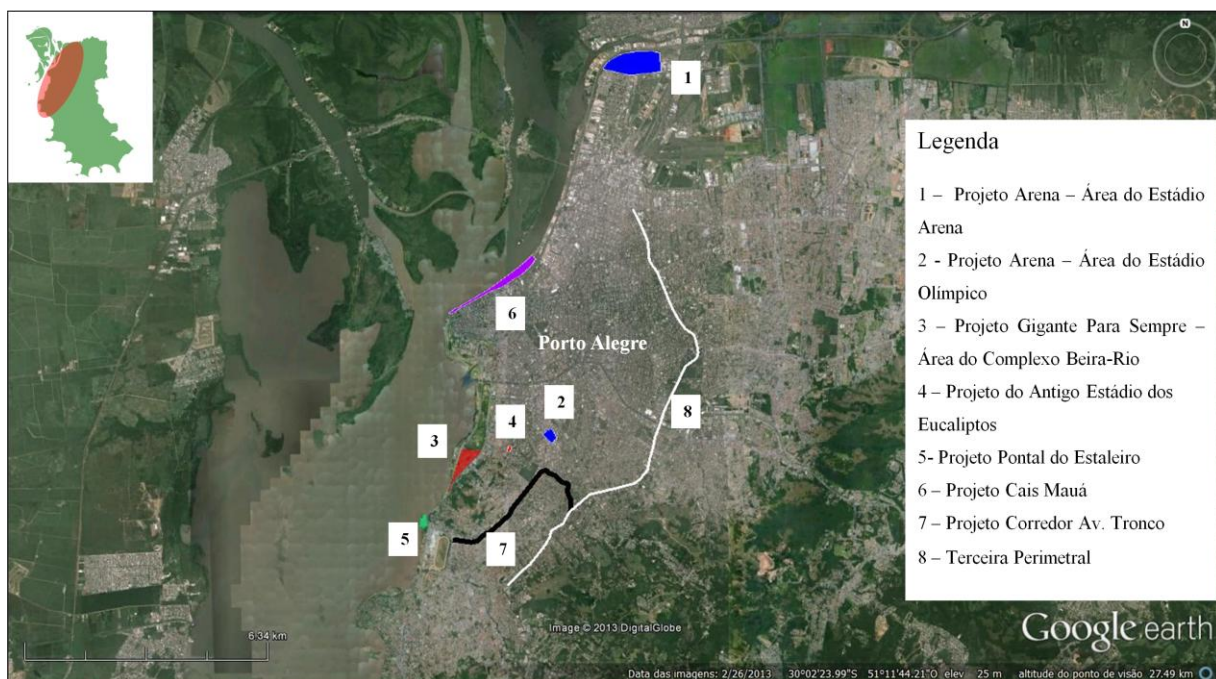 N
1
Legenda
1 – Projeto Arena – Área do Estádio
Arena
2 - Projeto Arena – Área do Estádio
Olímpico
3 – Projeto Gigante Para Sempre –
Área do Complexo Beira-Rio
4 – Projeto do Antigo Estádio dos
Eucaliptos
5- Projeto Pontal do Estaleiro
6 – Projeto Cais Mauá
7 – Projeto Corredor Av. Tronco
8 – Terceira Perimetral
6
Porto Alegre
2
8
4
3
5
7
6.34 km
Image © 2013 DigitalGlobe
Google earth
Data das imagens: 2/26/2013 30°02'23.99"S 51°11'44.21"O elev 25 m altitude do ponto de visão 27.49 km